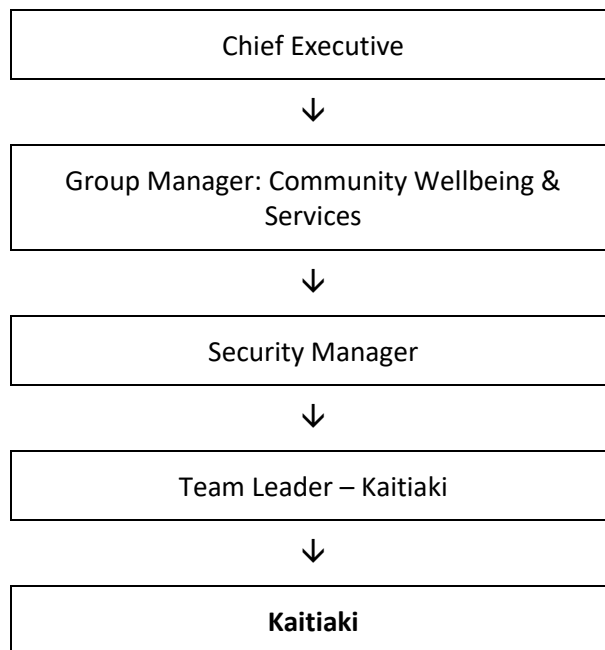 Chief Executive
↓
Group Manager: Community Wellbeing &
Services
↓
Security Manager
↓
Team Leader – Kaitiaki
↓
Kaitiaki